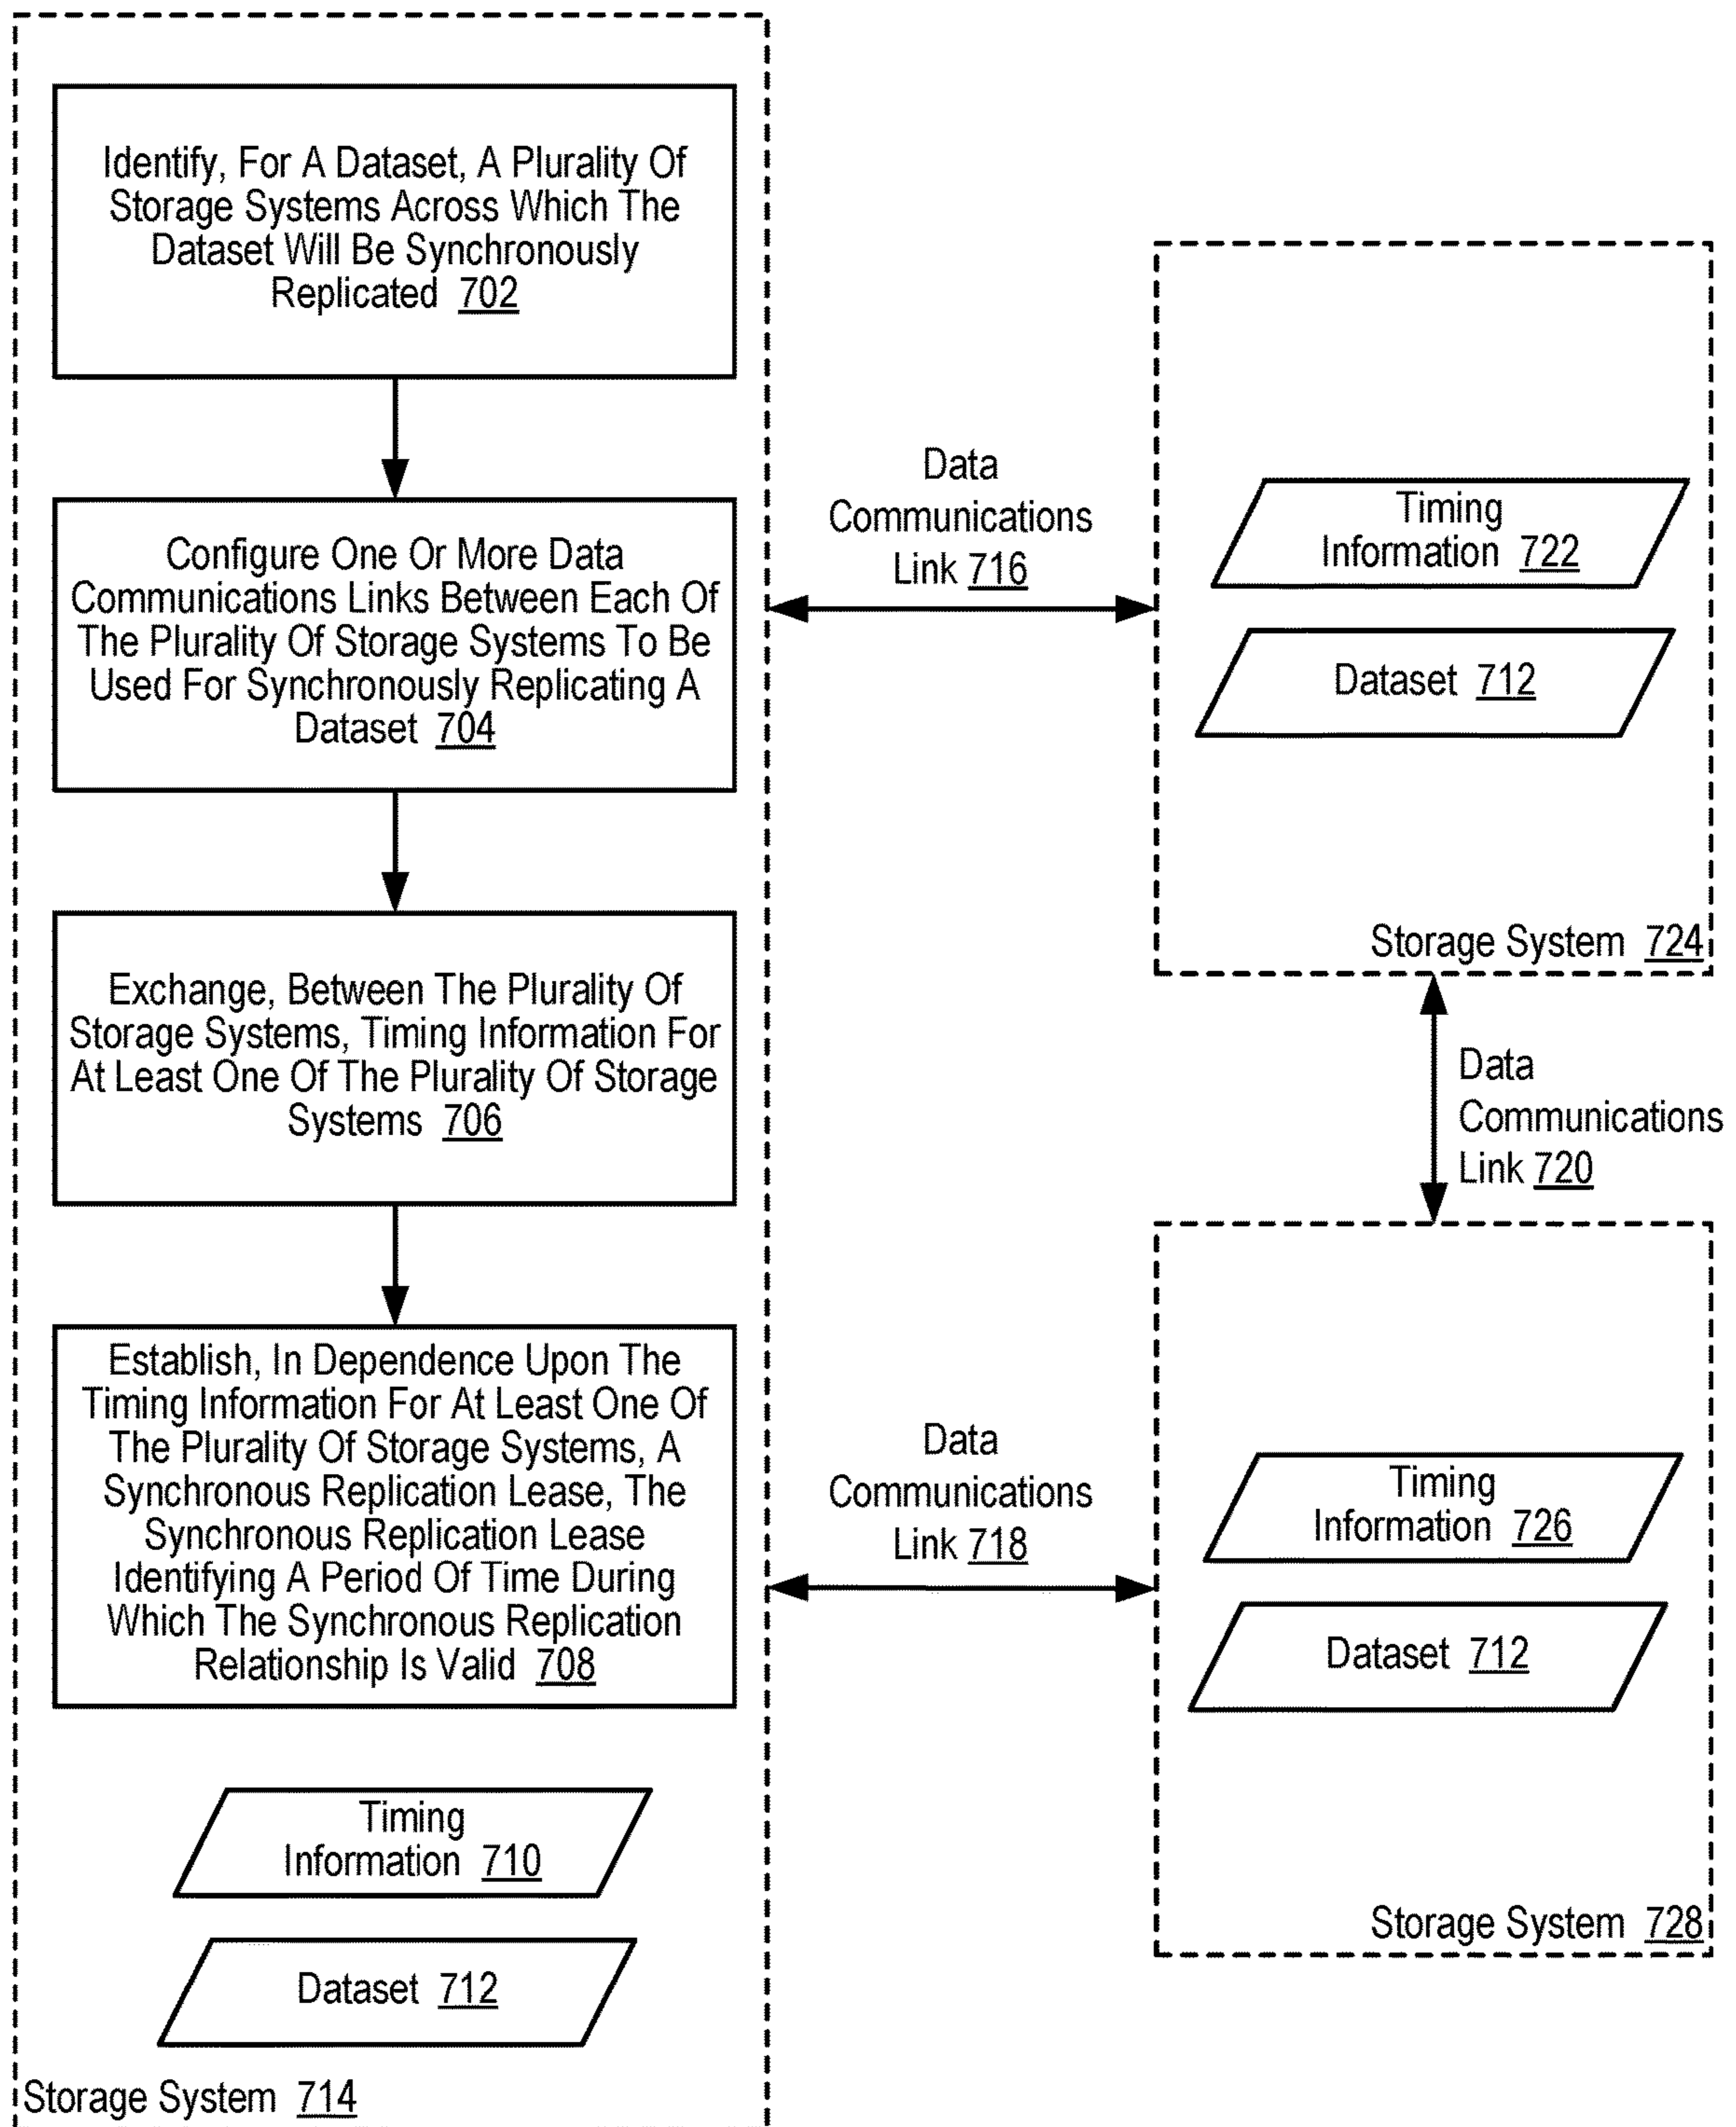 Identify, For A Dataset, A Plurality Of
Storage Systems Across Which The
Dataset Will Be Synchronously
Replicated 702
Configure One Or More Data
Communications Links Between Each Of
The Plurality Of Storage Systems To Be
Used For Synchronously Replicating A
Dataset 704
Exchange, Between The Plurality Of
Storage Systems, Timing Information For
At Least One Of The Plurality Of Storage
Systems 706
Establish, In Dependence Upon The
Timing Information For At Least One Of
The Plurality Of Storage Systems, A
Synchronous Replication Lease, The
Synchronous Replication Lease
Identifying A Period Of Time During
Which The Synchronous Replication
Relationship Is Valid 708
Timing
Information 710
Dataset 712
Storage System 714
Data
Communications
Link 716
Data
Communications
Link 718
Timing
Information 722
Dataset 712
Storage System 724
Data
Communications
Link 720
Timing
Information 726
Dataset 712
Storage System 728